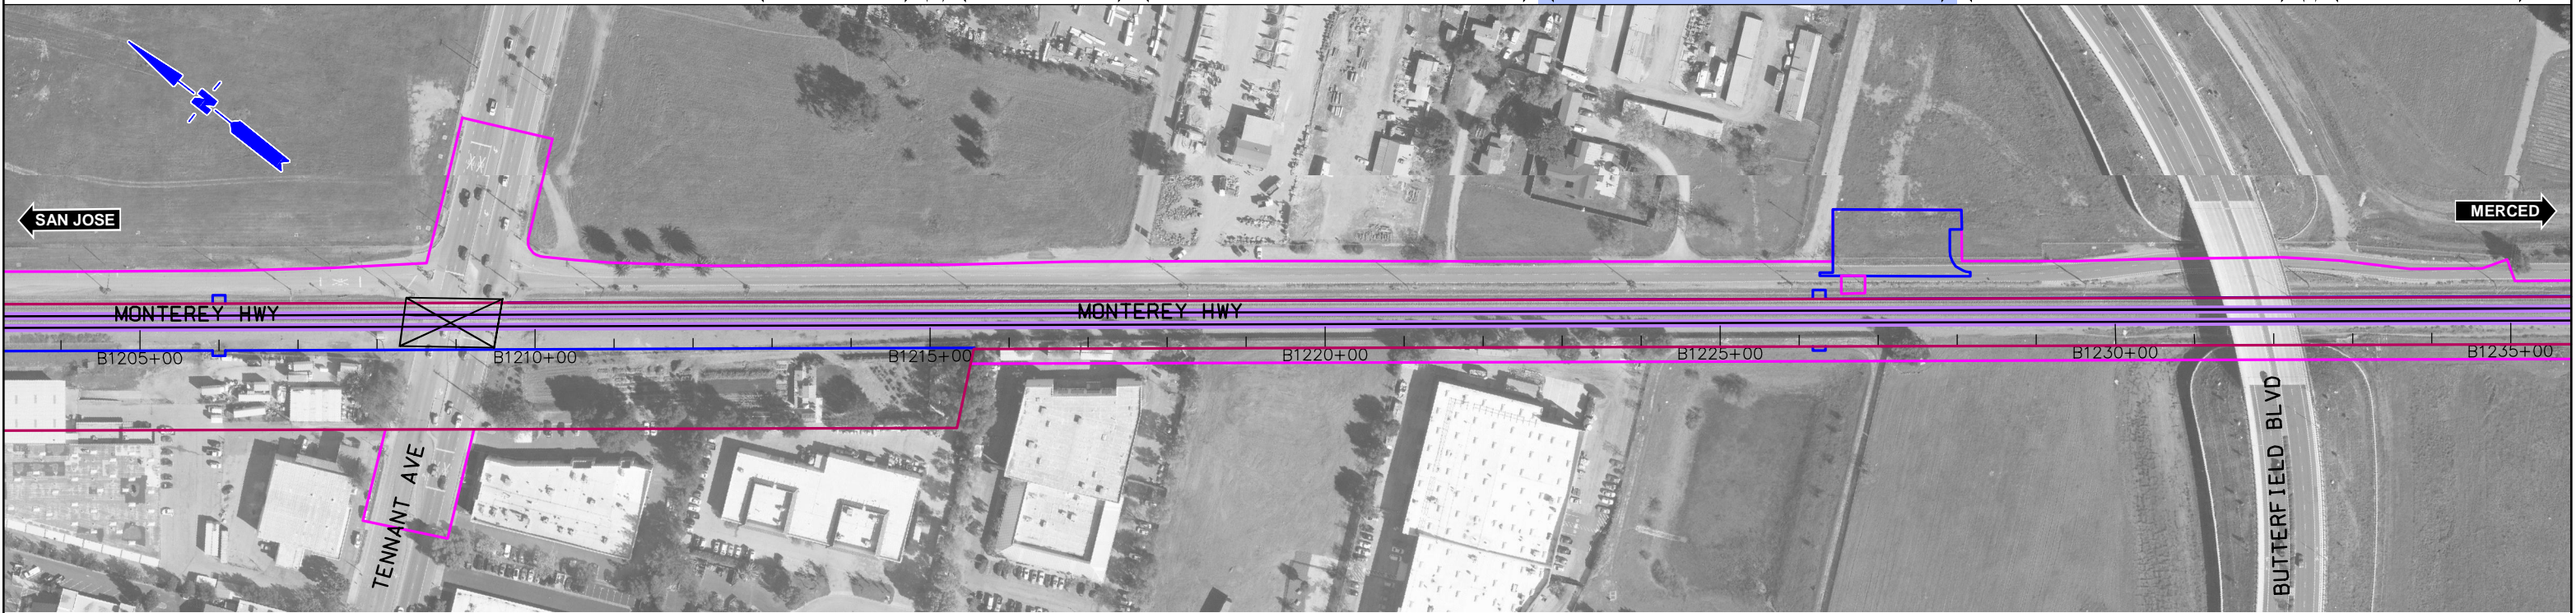 N
SAN JOSE
MERCED
MONTEREY HWY
MONTEREY HWY
B1205+00
B1210+00
B1215+00
B1220+00
B1225+00
B1230+00
B1235+00
TENNANT AVE
BUTTERFIELD BLVD